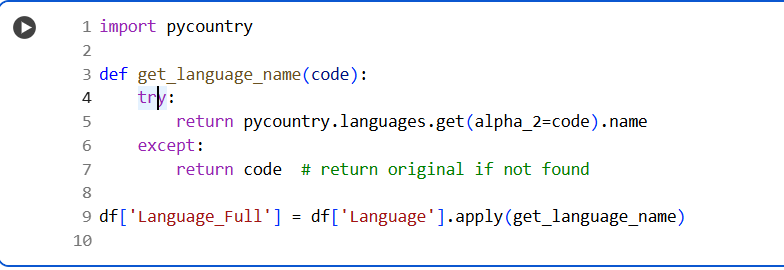 1 import pycountry
2
3 def get_language_name(code):
4     try:
5         return pycountry.languages.get(alpha_2=code).name
6     except:
7         return code  # return original if not found
8
9 df['Language_Full'] = df['Language'].apply(get_language_name)
10